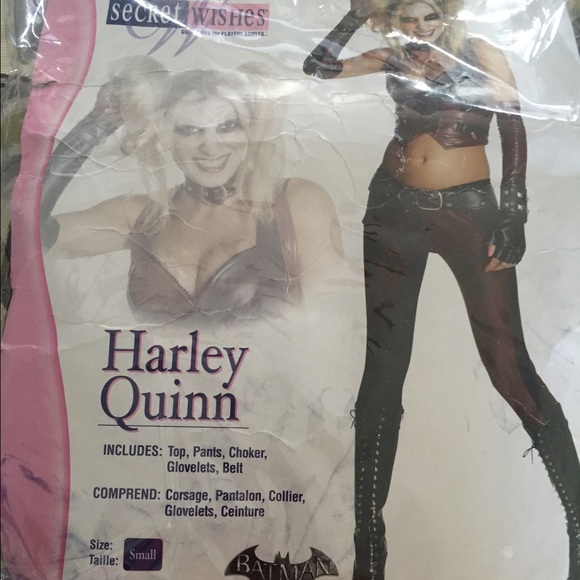 secret WISHES
Harley
Quinn
INCLUDES: Top, Pants, Choker,
Glovelets, Belt
COMPREND: Corsage, Pantalon, Collier,
Glovelets, Ceinture
Size:
Taille: Small
BATMAN